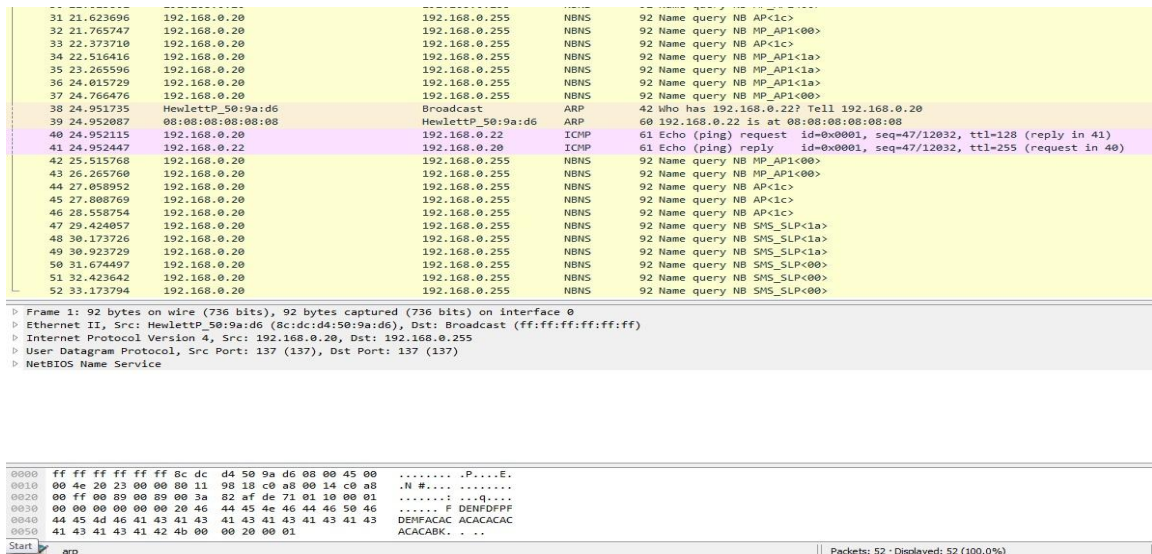 31 21.623696 192.168.0.20 192.168.0.255 NBNS 92 Name query NB AP<1c>
32 21.765747 192.168.0.20 192.168.0.255 NBNS 92 Name query NB MP_AP1<00>
33 22.373710 192.168.0.20 192.168.0.255 NBNS 92 Name query NB AP<1c>
34 22.516416 192.168.0.20 192.168.0.255 NBNS 92 Name query NB MP_AP1<1a>
35 23.265596 192.168.0.20 192.168.0.255 NBNS 92 Name query NB MP_AP1<1a>
36 24.015729 192.168.0.20 192.168.0.255 NBNS 92 Name query NB MP_AP1<1a>
37 24.766476 192.168.0.20 192.168.0.255 NBNS 92 Name query NB MP_AP1<00>
38 24.951735 HewlettP_50:9a:d6 Broadcast ARP 42 Who has 192.168.0.22? Tell 192.168.0.20
39 24.952087 08:08:08:08:08:08 HewlettP_50:9a:d6 ARP 60 192.168.0.22 is at 08:08:08:08:08:08
40 24.952115 192.168.0.20 192.168.0.22 ICMP 61 Echo (ping) request id=0x0001, seq=47/12032, ttl=128 (reply in 41)
41 24.952447 192.168.0.22 192.168.0.20 ICMP 61 Echo (ping) reply id=0x0001, seq=47/12032, ttl=255 (request in 40)
42 25.515768 192.168.0.20 192.168.0.255 NBNS 92 Name query NB MP_AP1<00>
43 26.265760 192.168.0.20 192.168.0.255 NBNS 92 Name query NB MP_AP1<00>
44 27.058952 192.168.0.20 192.168.0.255 NBNS 92 Name query NB AP<1c>
45 27.808769 192.168.0.20 192.168.0.255 NBNS 92 Name query NB AP<1c>
46 28.558754 192.168.0.20 192.168.0.255 NBNS 92 Name query NB AP<1c>
47 29.424057 192.168.0.20 192.168.0.255 NBNS 92 Name query NB SMS_SLP<1a>
48 30.173726 192.168.0.20 192.168.0.255 NBNS 92 Name query NB SMS_SLP<1a>
49 30.923729 192.168.0.20 192.168.0.255 NBNS 92 Name query NB SMS_SLP<1a>
50 31.674497 192.168.0.20 192.168.0.255 NBNS 92 Name query NB SMS_SLP<00>
51 32.423642 192.168.0.20 192.168.0.255 NBNS 92 Name query NB SMS_SLP<00>
52 33.173794 192.168.0.20 192.168.0.255 NBNS 92 Name query NB SMS_SLP<00>
Frame 1: 92 bytes on wire (736 bits), 92 bytes captured (736 bits) on interface 0
Ethernet II, Src: HewlettP_50:9a:d6 (8c:dc:d4:50:9a:d6), Dst: Broadcast (ff:ff:ff:ff:ff:ff)
Internet Protocol Version 4, Src: 192.168.0.20, Dst: 192.168.0.255
User Datagram Protocol, Src Port: 137 (137), Dst Port: 137 (137)
NetBIOS Name Service
0000 ff ff ff ff ff ff 8c dc d4 50 9a d6 08 00 45 00 ........ .P....E.
0010 00 4e 20 23 00 00 80 11 98 18 c0 a8 00 14 c0 a8 .N #.... ........
0020 00 ff 00 89 00 89 00 3a 82 af de 71 01 10 00 01 .......: ...q....
0030 00 00 00 00 00 00 20 46 44 45 4e 46 44 46 50 46 ...... F DENFDFPF
0040 44 45 4d 46 41 43 41 43 41 43 41 43 41 43 41 43 DEMFACAC ACACACAC
0050 41 43 41 43 41 42 4b 00 00 20 00 01 ACACABK. . ..
Start arp Packets: 52 · Displayed: 52 (100.0%)